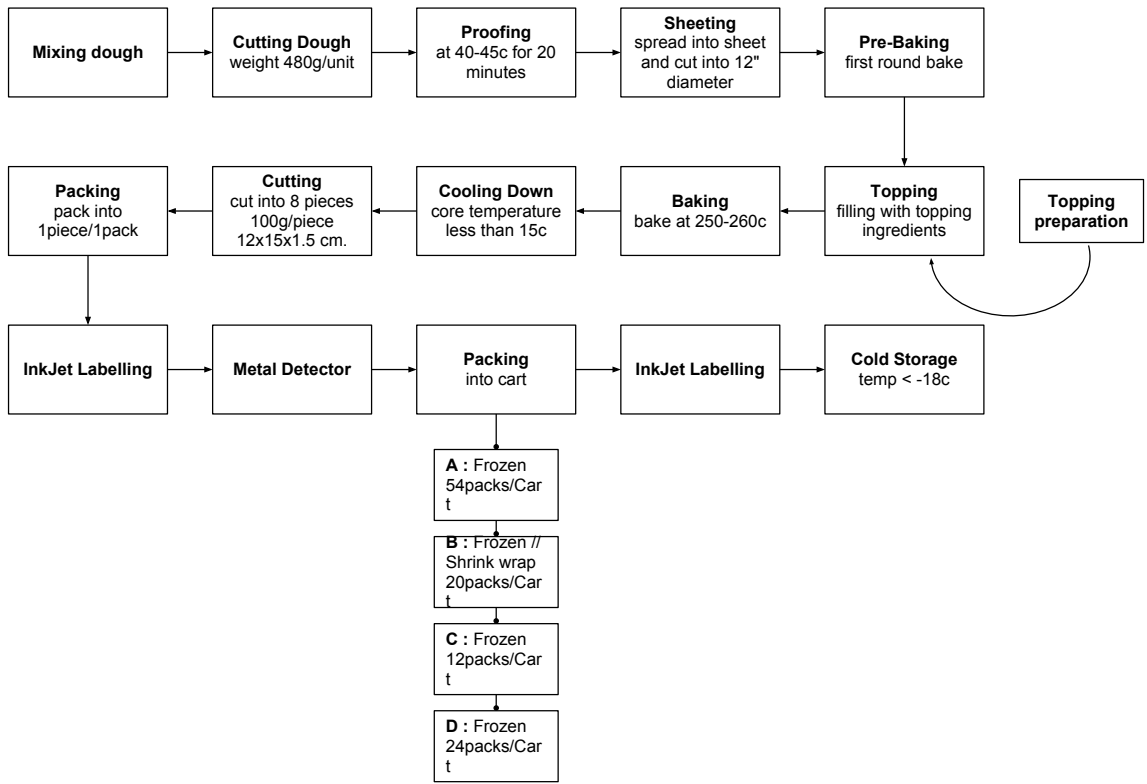 Mixing dough
Cutting Dough
weight 480g/unit
Proofing
at 40-45c for 20
minutes
Sheeting
spread into sheet
and cut into 12"
diameter
Pre-Baking
first round bake
Packing
pack into
1piece/1pack
Cutting
cut into 8 pieces
100g/piece
12x15x1.5 cm.
Cooling Down
core temperature
less than 15c
Baking
bake at 250-260c
Topping
filling with topping
ingredients
Topping
preparation
InkJet Labelling
Metal Detector
Packing
into cart
InkJet Labelling
Cold Storage
temp < -18c
A : Frozen
54packs/Car
t
B : Frozen //
Shrink wrap
20packs/Car
t
C : Frozen
12packs/Car
t
D : Frozen
24packs/Car
t